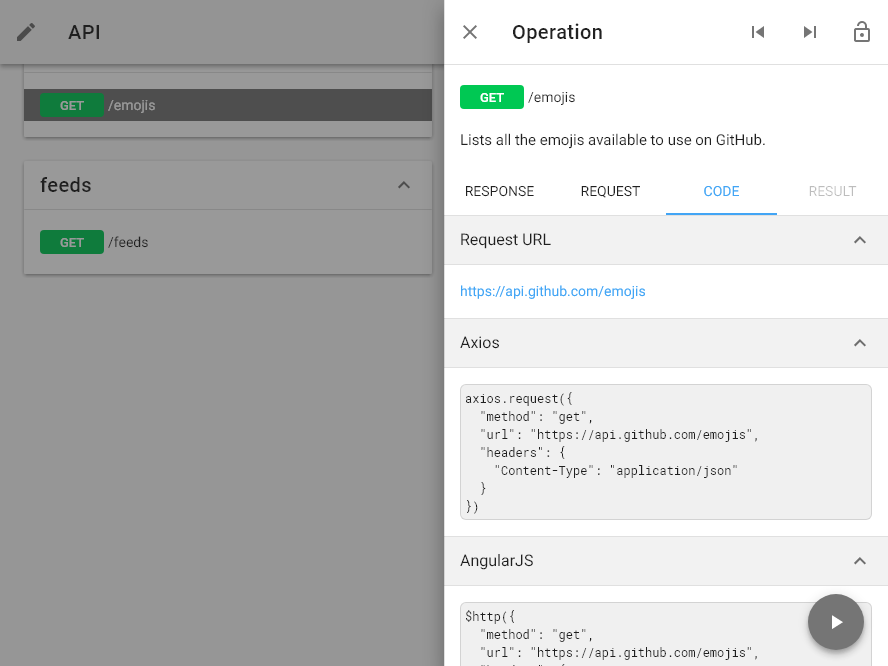 API
GET /emojis
feeds
GET /feeds
Operation
GET /emojis
Lists all the emojis available to use on GitHub.
RESPONSE REQUEST CODE RESULT
Request URL
https://api.github.com/emojis
Axios
axios.request({
  "method": "get",
  "url": "https://api.github.com/emojis",
  "headers": {
    "Content-Type": "application/json"
  }
})
AngularJS
$http({
  "method": "get",
  "url": "https://api.github.com/emojis",